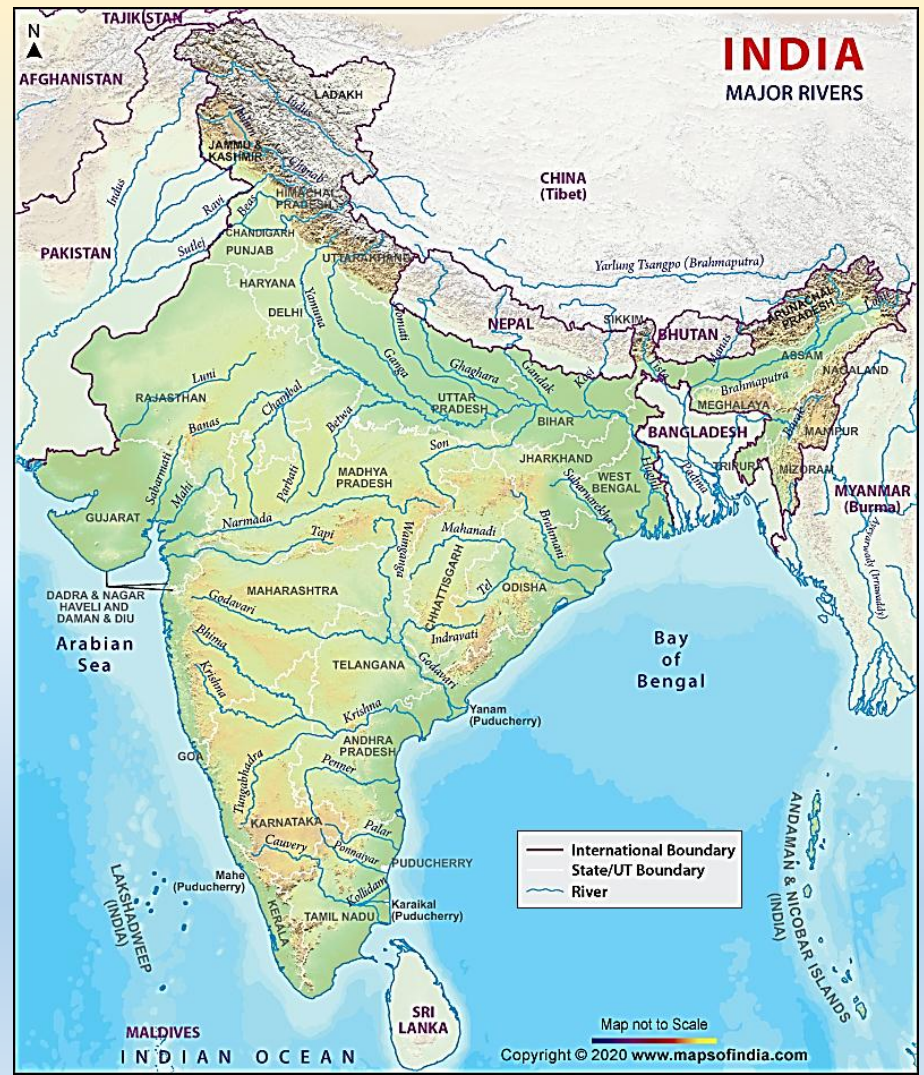 TAJIKISTAN
N
AFGHANISTAN
INDIA
MAJOR RIVERS
LADAKH
Indus
Jhelum
JAMMU &
KASHMIR
Chenab
CHINA
(Tibet)
Indus
Ravi
Beas
HIMACHAL
PRADESH
CHANDIGARH
PAKISTAN
Sutlej
PUNJAB
UTTARAKHAND
Yarlung Tsangpo (Brahmaputra)
HARYANA
DELHI
Yamuna
Gomati
NEPAL
SIKKIM
BHUTAN
ARUNACHAL
PRADESH
Lohit
Manas
ASSAM
NAGALAND
Ganga
Ghaghara
Gandak
Kosi
Teesta
Brahmaputra
Luni
RAJASTHAN
Chambal
Banas
Betwa
UTTAR
PRADESH
BIHAR
MEGHALAYA
BANGLADESH
Barak
MANIPUR
Son
JHARKHAND
Sabarmati
Mahi
Parbati
MADHYA
PRADESH
WEST
BENGAL
Hugli
Padma
TRIPURA
MIZORAM
MYANMAR
(Burma)
Subarnarekha
GUJARAT
Narmada
Tapi
Wainganga
Mahanadi
Brahmani
Ayeyarwady (Irrawaddy)
CHHATTISGARH
Tel
ODISHA
DADRA & NAGAR
HAVELI AND
DAMAN & DIU
MAHARASHTRA
Godavari
Indravati
Arabian
Sea
Bhima
TELANGANA
Godavari
Bay
of
Bengal
Krishna
Krishna
Yanam
(Puducherry)
GOA
ANDHRA
PRADESH
Tungabhadra
Penner
KARNATAKA
Palar
Cauvery
Ponnaiyar
PUDUCHERRY
Mahe
(Puducherry)
Kollidam
Karaikal
(Puducherry)
KERALA
TAMIL NADU
LAKSHADWEEP
(INDIA)
ANDAMAN & NICOBAR ISLANDS
(INDIA)
International Boundary
State/UT Boundary
River
SRI
LANKA
MALDIVES
INDIAN OCEAN
Map not to Scale
Copyright © 2020 www.mapsofindia.com